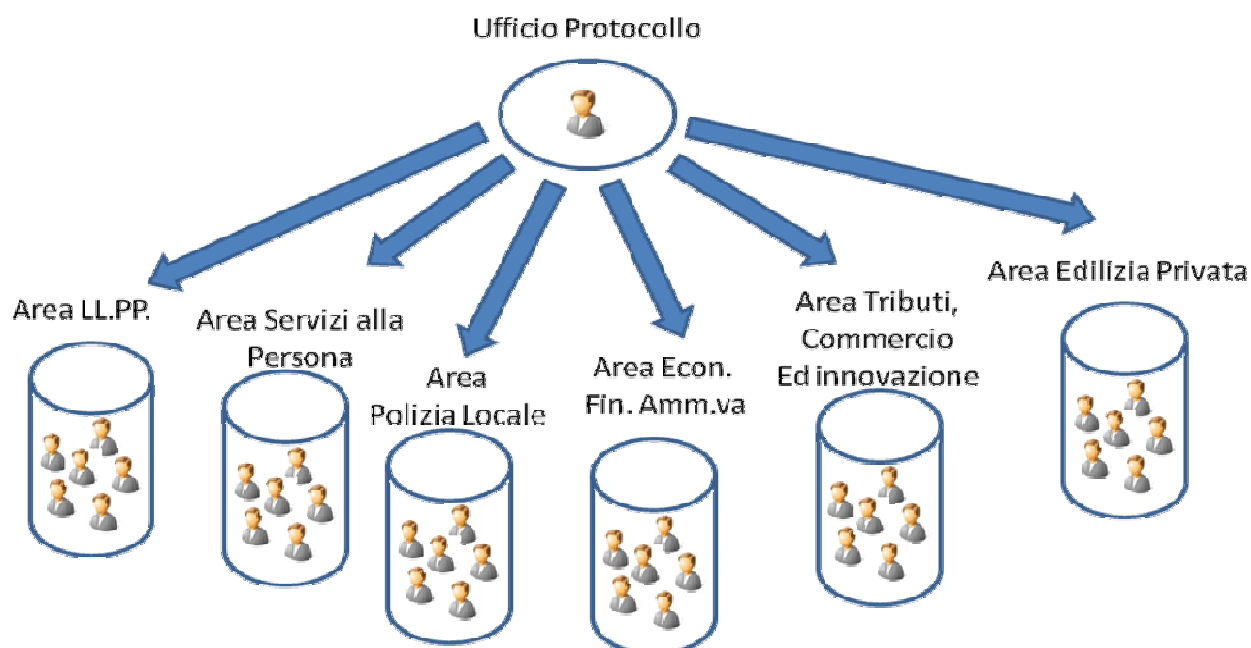 Ufficio Protocollo
Area LL.PP.
Area Servizi alla
Persona
Area
Polizia Locale
Area Econ.
Fin. Amm.va
Area Tributi,
Commercio
Ed innovazione
Area Edilizia Privata